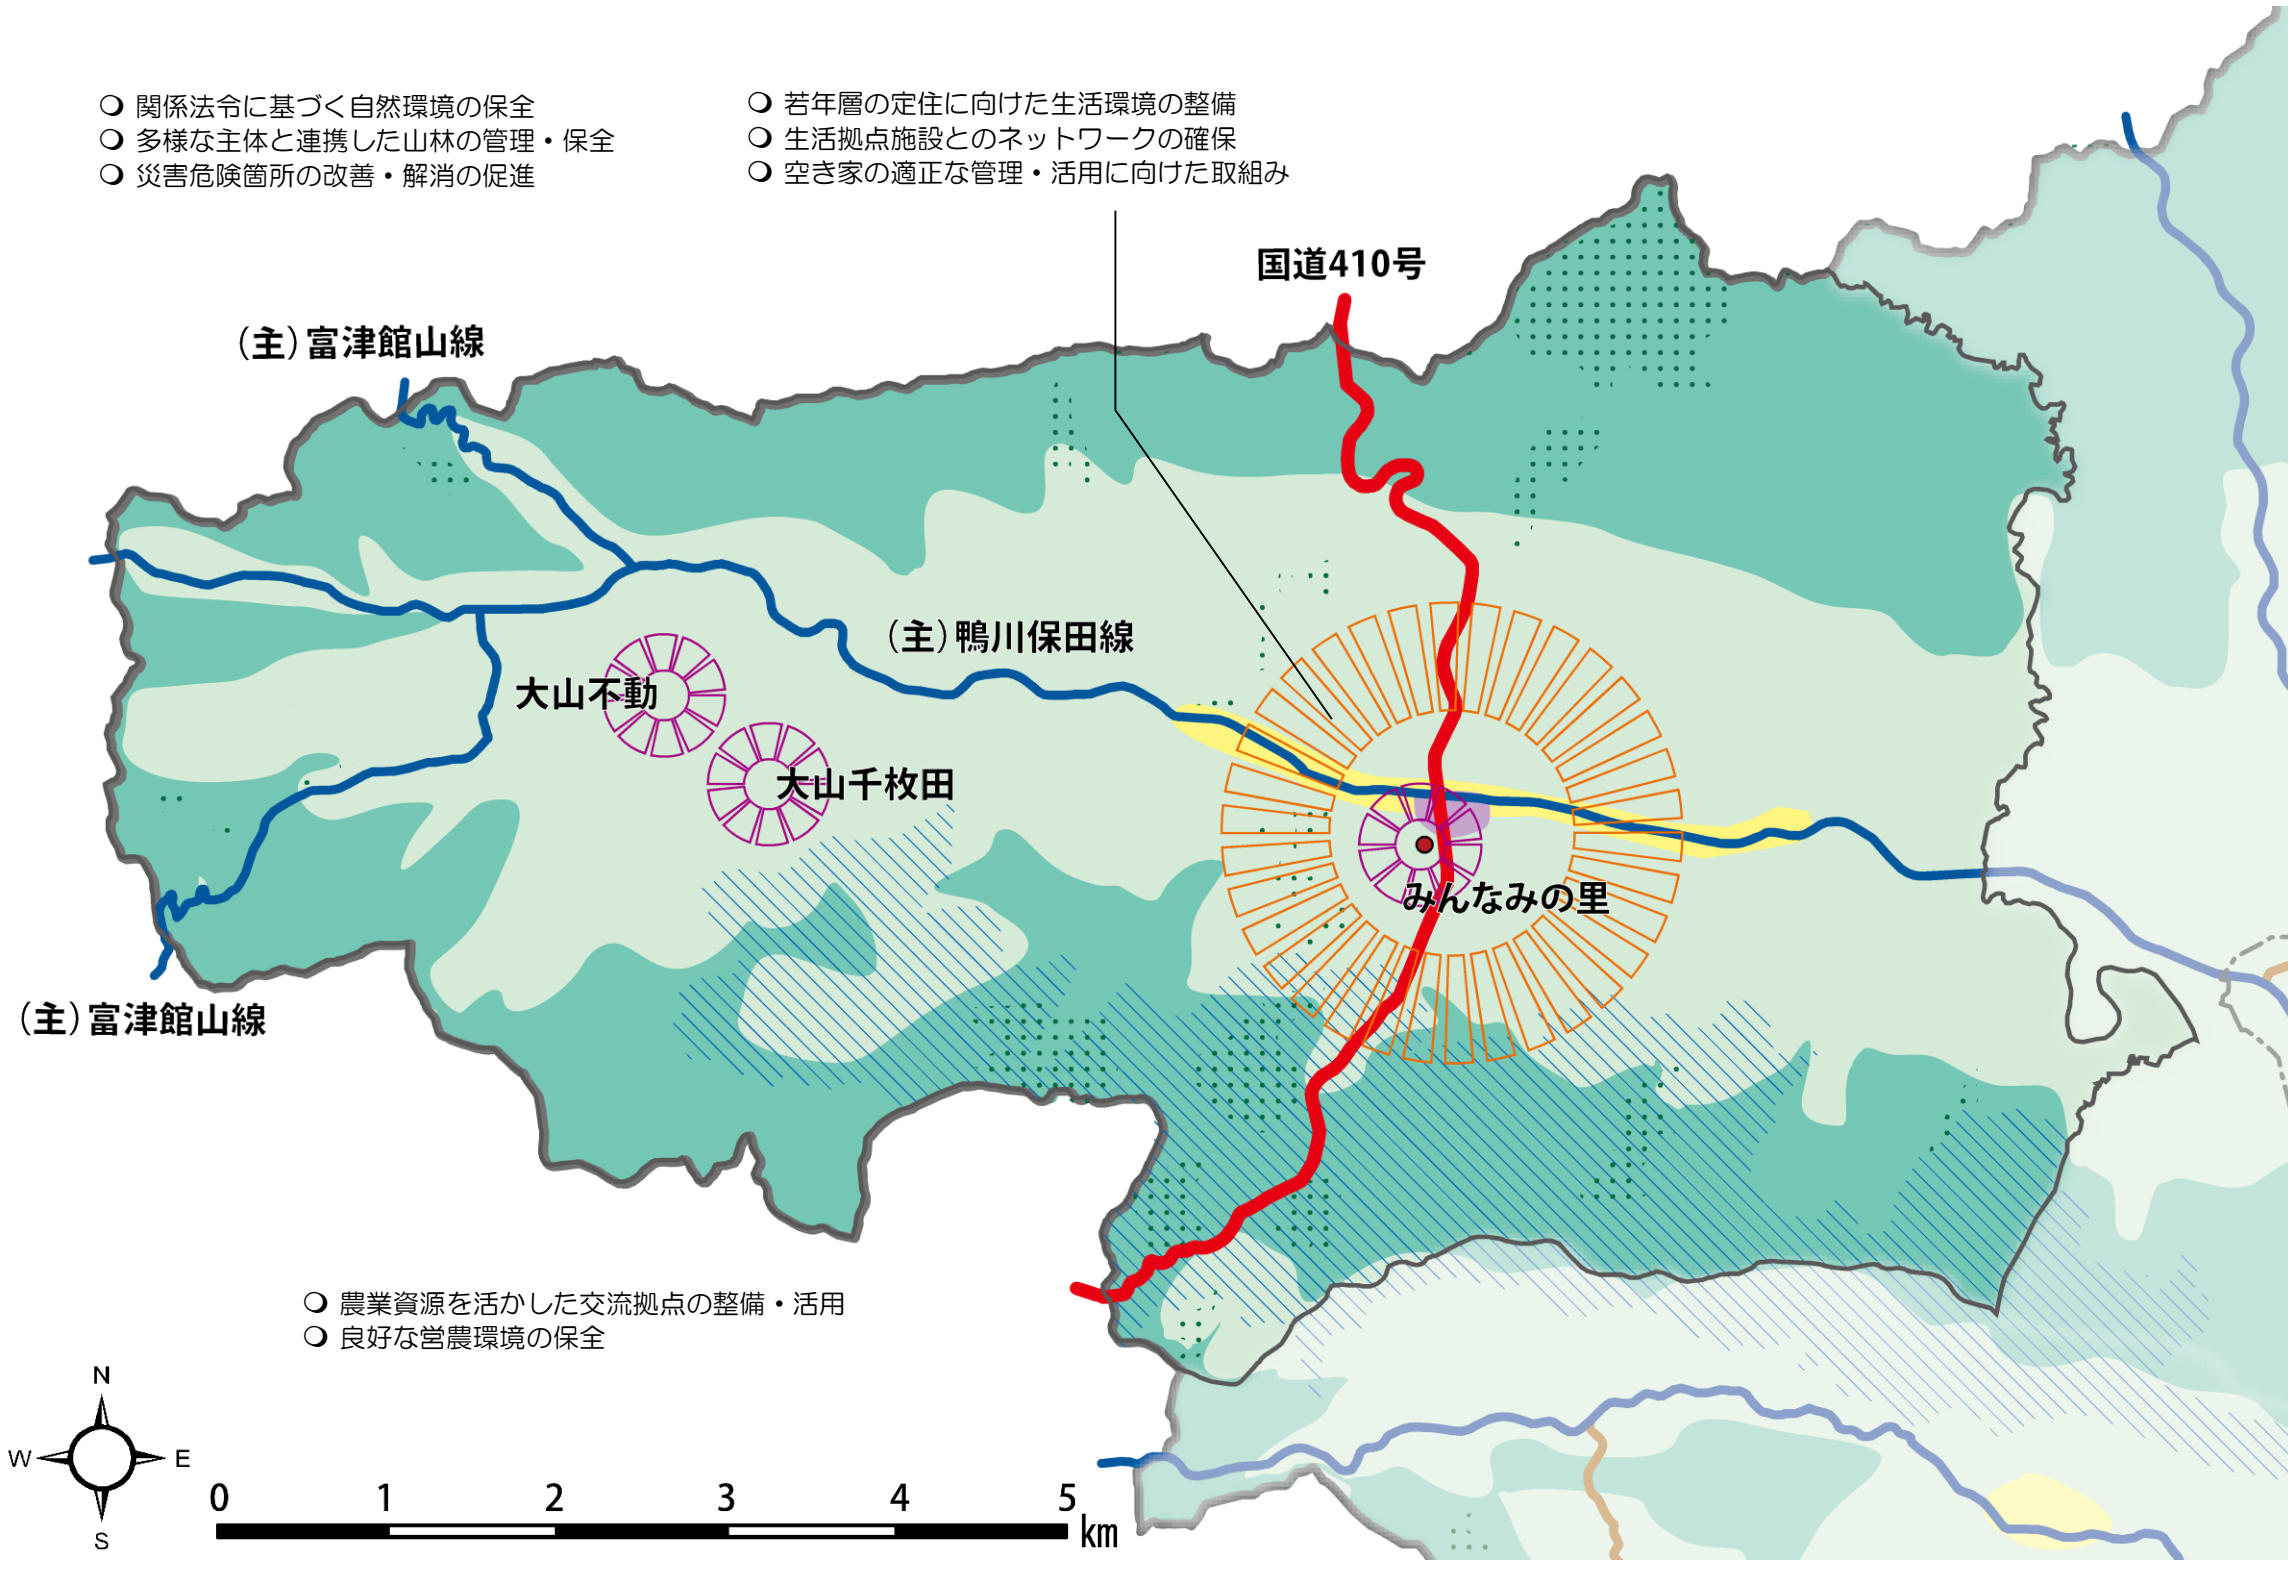 ○ 関係法令に基づく自然環境の保全
○ 多様な主体と連携した山林の管理・保全
○ 災害危険箇所の改善・解消の促進
○ 若年層の定住に向けた生活環境の整備
○ 生活拠点施設とのネットワークの確保
○ 空き家の適正な管理・活用に向けた取組み
国道410号
(主)富津館山線
(主)鴨川保田線
大山不動
大山千枚田
みんなみの里
(主)富津館山線
○ 農業資源を活かした交流拠点の整備・活用
○ 良好な営農環境の保全
N
W E
S
0 1 2 3 4 5
km